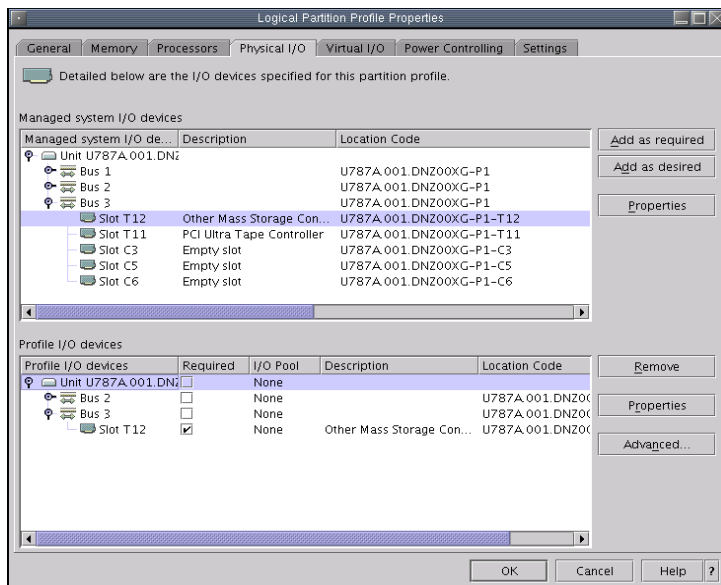 Logical Partition Profile Properties
General Memory Processors Physical I/O Virtual I/O Power Controlling Settings
Detailed below are the I/O devices specified for this partition profile.
Managed system I/O devices
Managed system I/O de... Description Location Code
Unit U787A.001.DNZ
Bus 1 U787A.001.DNZ00XG-P1
Bus 2 U787A.001.DNZ00XG-P1
Bus 3 U787A.001.DNZ00XG-P1
Slot T12 Other Mass Storage Con... U787A.001.DNZ00XG-P1-T12
Slot T11 PCI Ultra Tape Controller U787A.001.DNZ00XG-P1-T11
Slot C3 Empty slot U787A.001.DNZ00XG-P1-C3
Slot C5 Empty slot U787A.001.DNZ00XG-P1-C5
Slot C6 Empty slot U787A.001.DNZ00XG-P1-C6
Add as required
Add as desired
Properties
Profile I/O devices
Profile I/O devices Required I/O Pool Description Location Code
Unit U787A.001.DNZ None
Bus 2 None U787A.001.DNZ0
Bus 3 None U787A.001.DNZ0
Slot T12 None Other Mass Storage Con... U787A.001.DNZ0
Remove
Properties
Advanced...
OK Cancel Help ?